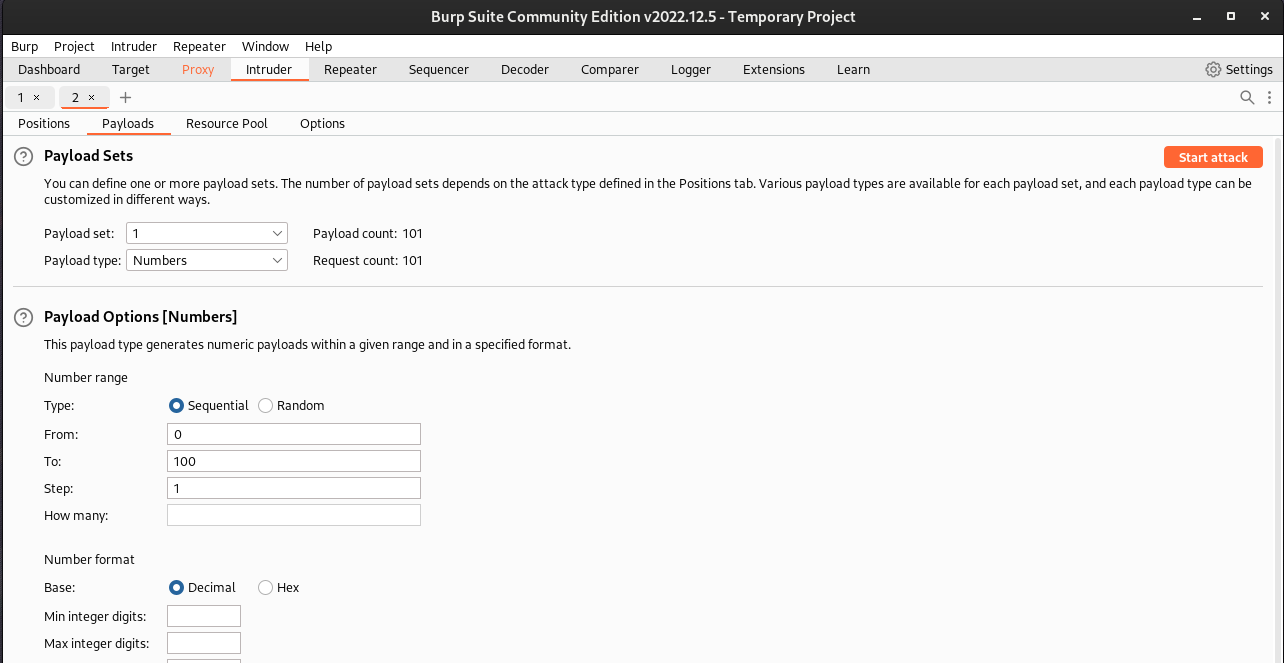 Burp Suite Community Edition v2022.12.5 - Temporary Project
Burp Project Intruder Repeater Window Help
Dashboard Target Proxy Intruder Repeater Sequencer Decoder Comparer Logger Extensions Learn Settings
1 × 2 × +
Positions Payloads Resource Pool Options
? Payload Sets Start attack
You can define one or more payload sets. The number of payload sets depends on the attack type defined in the Positions tab. Various payload types are available for each payload set, and each payload type can be
customized in different ways.
Payload set: 1 Payload count: 101
Payload type: Numbers Request count: 101
? Payload Options [Numbers]
This payload type generates numeric payloads within a given range and in a specified format.
Number range
Type: Sequential Random
From: 0
To: 100
Step: 1
How many:
Number format
Base: Decimal Hex
Min integer digits:
Max integer digits: